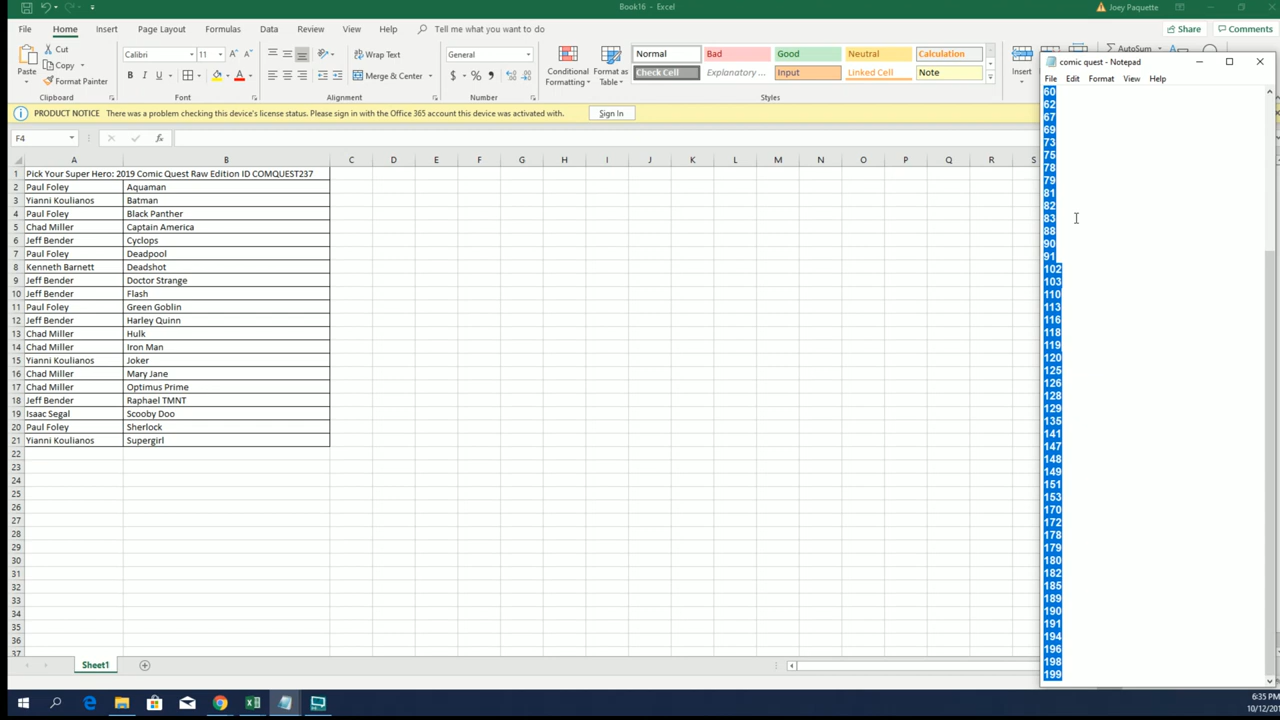 Book16 - Excel
Joey Paquette
File Home Insert Page Layout Formulas Data Review View Help Tell me what you want to do
Share Comments
Cut
Copy
Format Painter
Paste
Clipboard
Calibri 11
B I U
Font
Wrap Text
Merge & Center
Alignment
General
$ % ,
Number
Conditional Formatting
Format as Table
Normal Bad Good Neutral Calculation
Check Cell Explanatory ... Input Linked Cell Note
Styles
Insert
AutoSum
PRODUCT NOTICE There was a problem checking this device's license status. Please sign in with the Office 365 account this device was activated with. Sign In
F4 fx
A B C D E F G H I J K L M N O P Q R S
1 Pick Your Super Hero: 2019 Comic Quest Raw Edition ID COMQUEST237
2 Paul Foley Aquaman
3 Yianni Koulianos Batman
4 Paul Foley Black Panther
5 Chad Miller Captain America
6 Jeff Bender Cyclops
7 Paul Foley Deadpool
8 Kenneth Barnett Deadshot
9 Jeff Bender Doctor Strange
10 Jeff Bender Flash
11 Paul Foley Green Goblin
12 Jeff Bender Harley Quinn
13 Chad Miller Hulk
14 Chad Miller Iron Man
15 Yianni Koulianos Joker
16 Chad Miller Mary Jane
17 Chad Miller Optimus Prime
18 Jeff Bender Raphael TMNT
19 Isaac Segal Scooby Doo
20 Paul Foley Sherlock
21 Yianni Koulianos Supergirl
22
23
24
25
26
27
28
29
30
31
32
33
34
35
36
37
Sheet1
comic quest - Notepad
File Edit Format View Help
60
62
67
69
73
75
78
79
81
82
83
88
90
91
102
103
110
113
116
118
119
120
125
126
128
129
135
141
147
148
149
151
153
170
172
178
179
180
182
185
189
190
191
194
196
198
199
6:35 PM
10/12/201